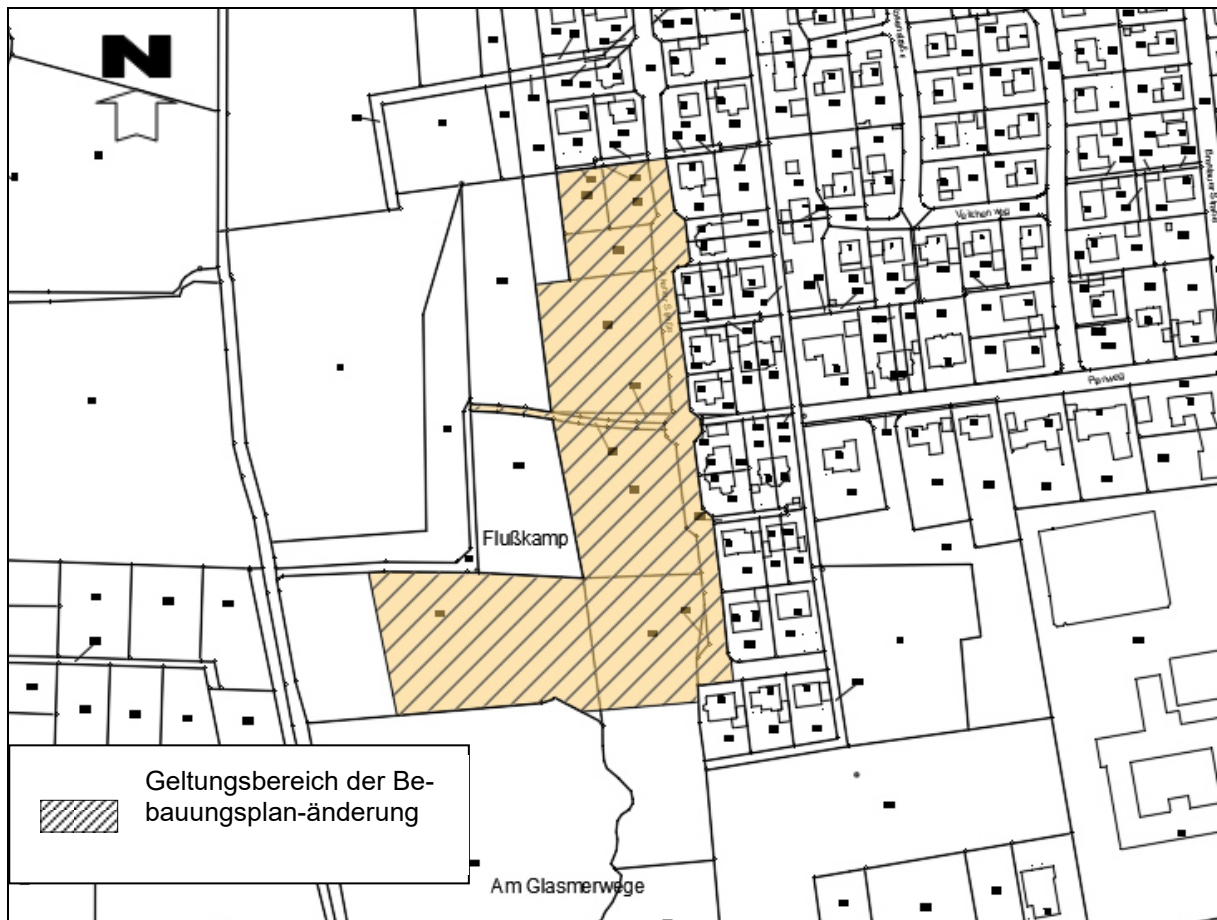 N
Veilchenweg
Flußkamp
Geltungsbereich der Be-
bauungsplan-änderung
Am Glasmerwege